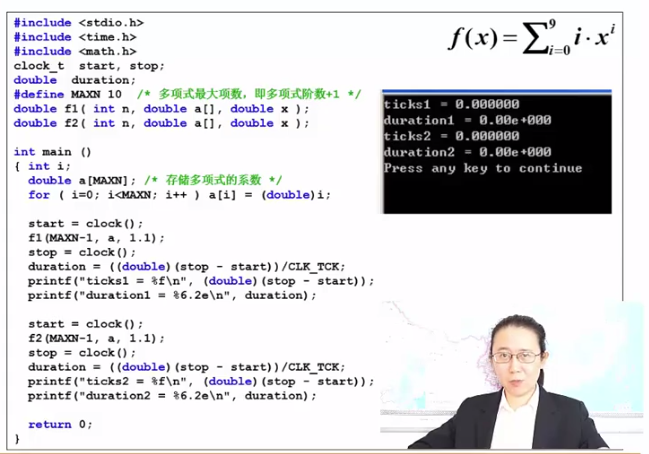 #include <stdio.h>
#include <time.h>
#include <math.h>
clock_t  start, stop;
double  duration;
#define MAXN 10  /* 多项式最大项数，即多项式阶数+1 */
double f1( int n, double a[], double x );
double f2( int n, double a[], double x );
int main ()
{ int i;
double a[MAXN]; /* 存储多项式的系数 */
for ( i=0; i<MAXN; i++ ) a[i] = (double)i;
start = clock();
f1(MAXN-1, a, 1.1);
stop = clock();
duration = ((double)(stop - start))/CLK_TCK;
printf("ticks1 = %f\n", (double)(stop - start));
printf("duration1 = %6.2e\n", duration);
start = clock();
f2(MAXN-1, a, 1.1);
stop = clock();
duration = ((double)(stop - start))/CLK_TCK;
printf("ticks2 = %f\n", (double)(stop - start));
printf("duration2 = %6.2e\n", duration);
return 0;
}
f(x) = ∑_{i=0}^{9} i · x^i
ticks1 = 0.000000
duration1 = 0.00e+000
ticks2 = 0.000000
duration2 = 0.00e+000
Press any key to continue